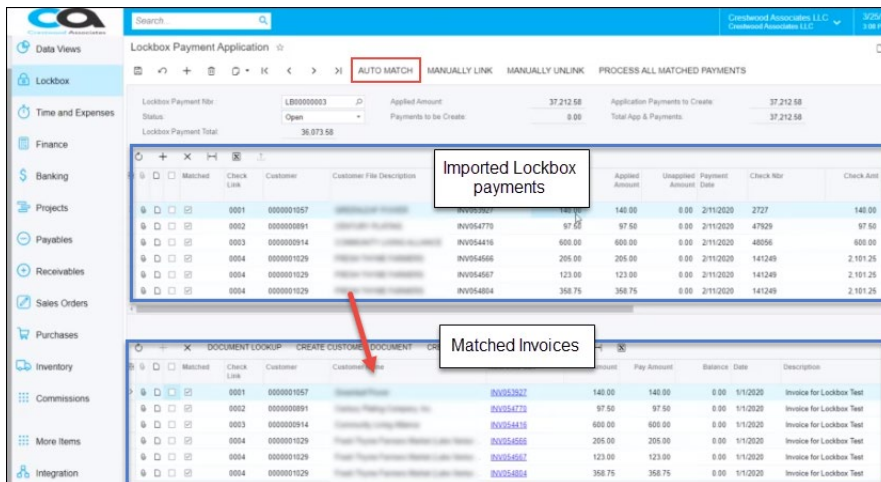 Crestwood Associates
Search...
Crestwood Associates LLC
Crestwood Associates LLC
3/25/
Data Views
Lockbox
Time and Expenses
Finance
Banking
Projects
Payables
Receivables
Sales Orders
Purchases
Inventory
Commissions
More Items
Integration
Lockbox Payment Application
AUTO MATCH MANUALLY LINK MANUALLY UNLINK PROCESS ALL MATCHED PAYMENTS
Lockbox Payment Nbr LB00000003 Applied Amount 37,212.58 Application Payments to Create 37,212.58
Status: Open Payments to be Create 0.00 Total App & Payments. 37,212.58
Lockbox Payment Total 36,073.58
Imported Lockbox
payments
Matched Check Link Customer Customer File Description Applied Amount Unapplied Amount Payment Date Check Nbr Check Amt
0001 0000001057 INV053927 140.00 140.00 0.00 2/11/2020 2727 140.00
0002 0000000891 INV054770 97.50 97.50 0.00 2/11/2020 47929 97.50
0003 0000000914 INV054416 600.00 600.00 0.00 2/11/2020 48056 600.00
0004 0000001029 INV054566 205.00 205.00 0.00 2/11/2020 141249 2,101.25
0004 0000001029 INV054567 123.00 123.00 0.00 2/11/2020 141249 2,101.25
0004 0000001029 INV054804 358.75 358.75 0.00 2/11/2020 141249 2,101.25
Matched Invoices
DOCUMENT LOOKUP CREATE CUSTOMER DOCUMENT
Matched Check Link Customer Pay Amount Balance Date Description
0001 0000001057 INV053927 140.00 140.00 0.00 1/1/2020 Invoice for Lockbox Test
0002 0000000891 INV054770 97.50 97.50 0.00 1/1/2020 Invoice for Lockbox Test
0003 0000000914 INV054416 600.00 600.00 0.00 1/1/2020 Invoice for Lockbox Test
0004 0000001029 INV054566 205.00 205.00 0.00 1/1/2020 Invoice for Lockbox Test
0004 0000001029 INV054567 123.00 123.00 0.00 1/1/2020 Invoice for Lockbox Test
0004 0000001029 INV054804 358.75 358.75 0.00 1/1/2020 Invoice for Lockbox Test